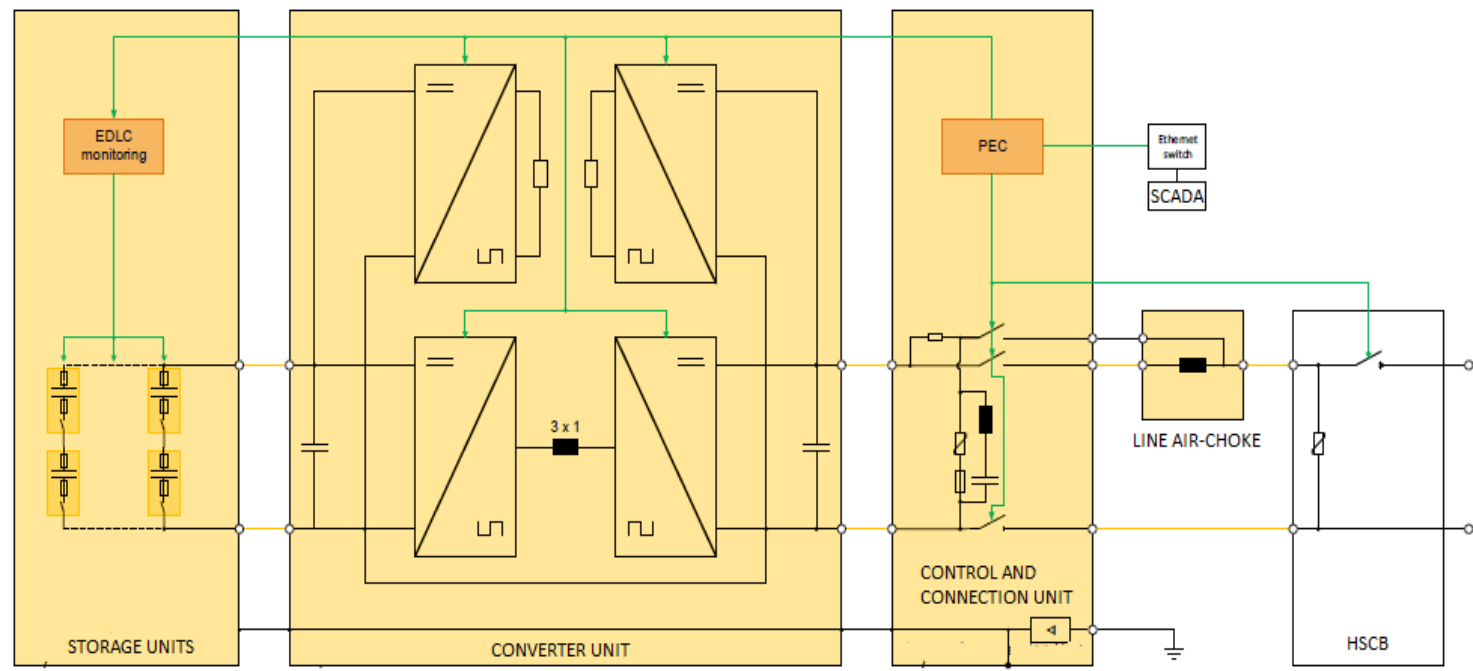 EDLC
monitoring
PEC
Ethernet
switch
SCADA
3 x 1
LINE AIR-CHOKE
CONTROL AND
CONNECTION UNIT
STORAGE UNITS
CONVERTER UNIT
HSCB